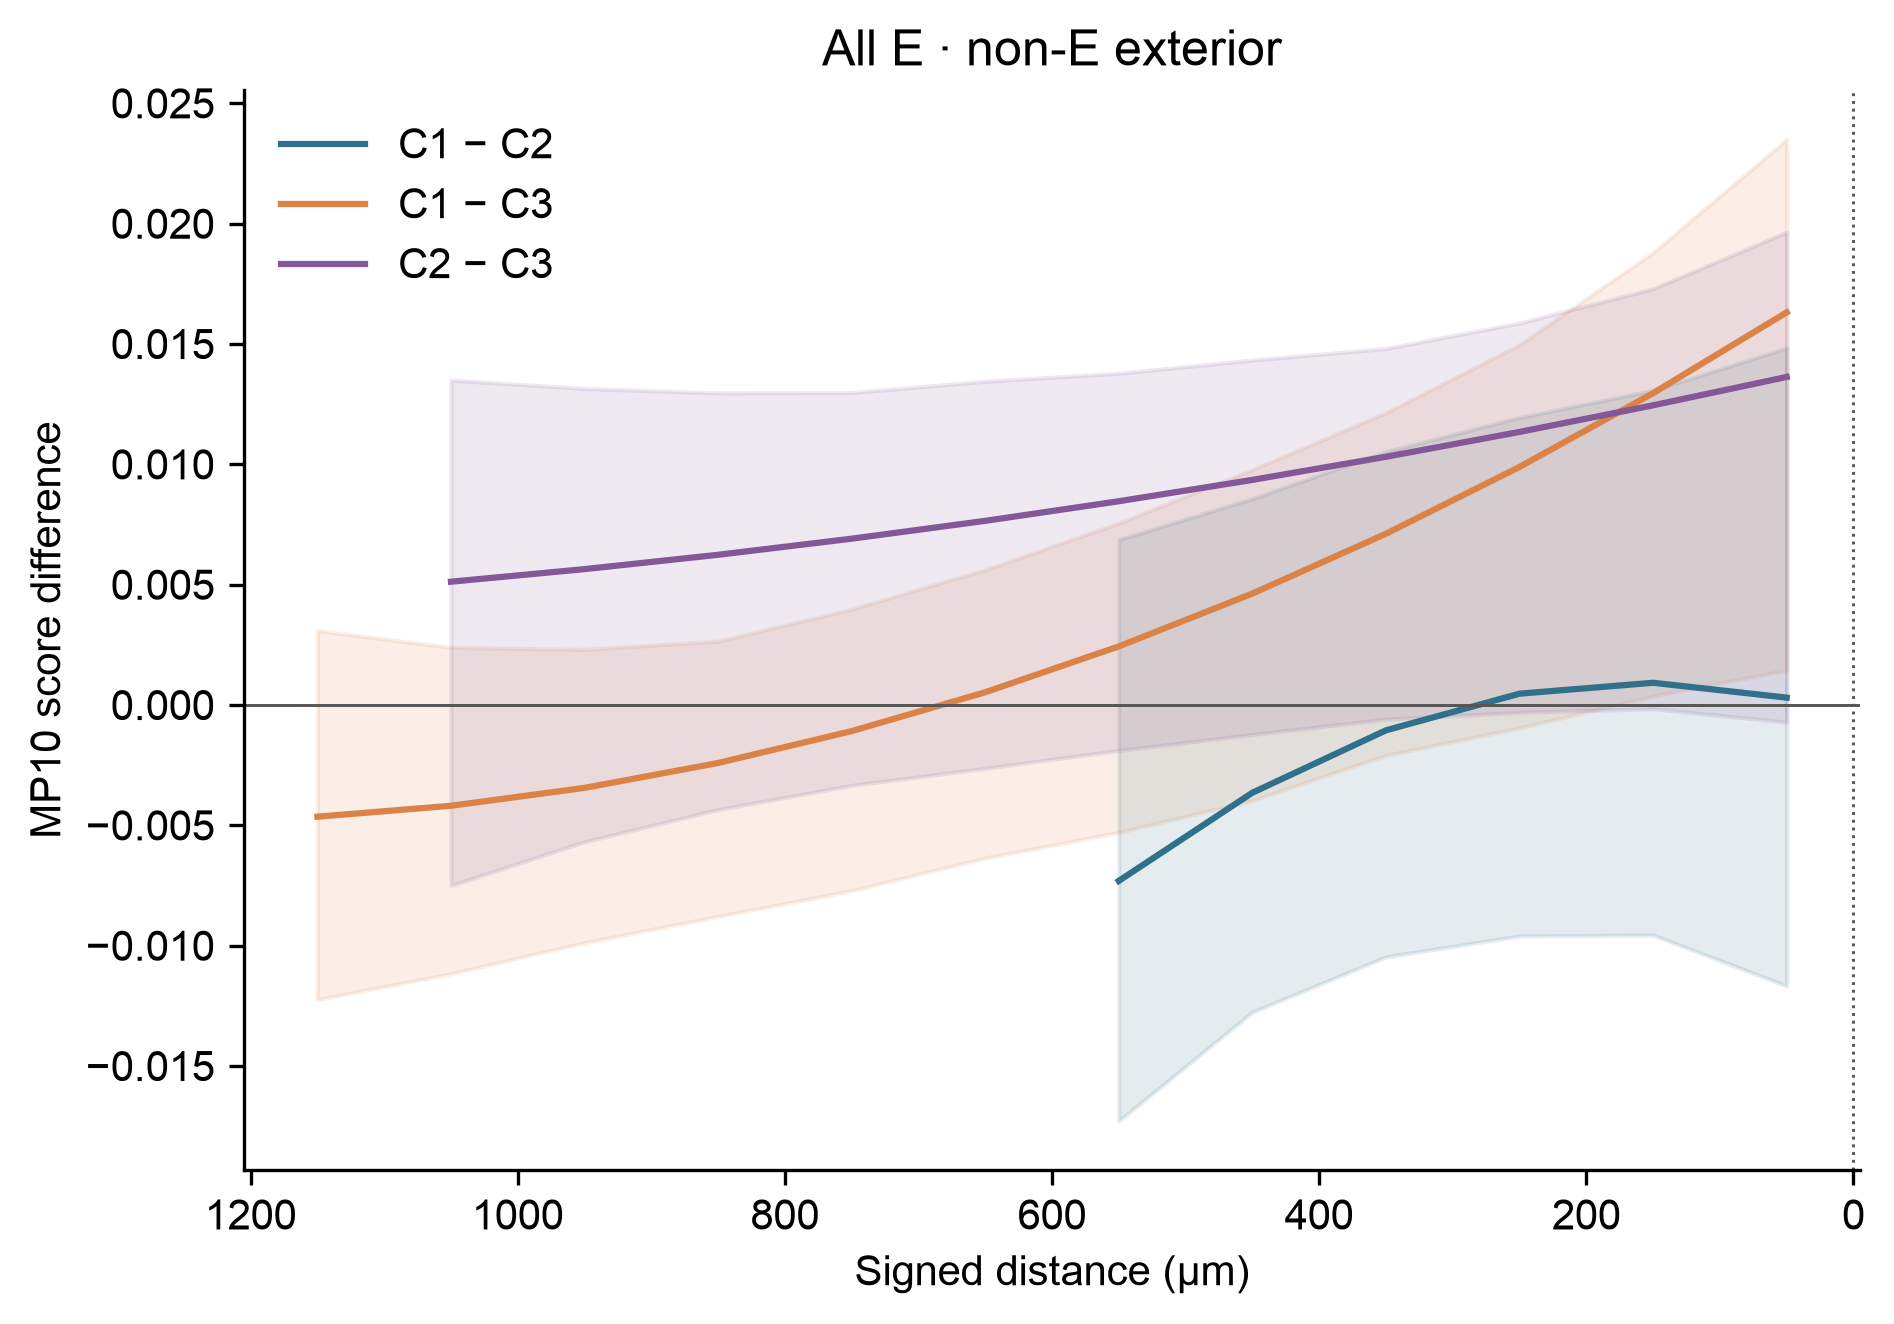 All E · non-E exterior
0.025
0.020
0.015
0.010
0.005
0.000
−0.005
−0.010
−0.015
MP10 score difference
C1 − C2
C1 − C3
C2 − C3
1200 1000 800 600 400 200 0
Signed distance (µm)